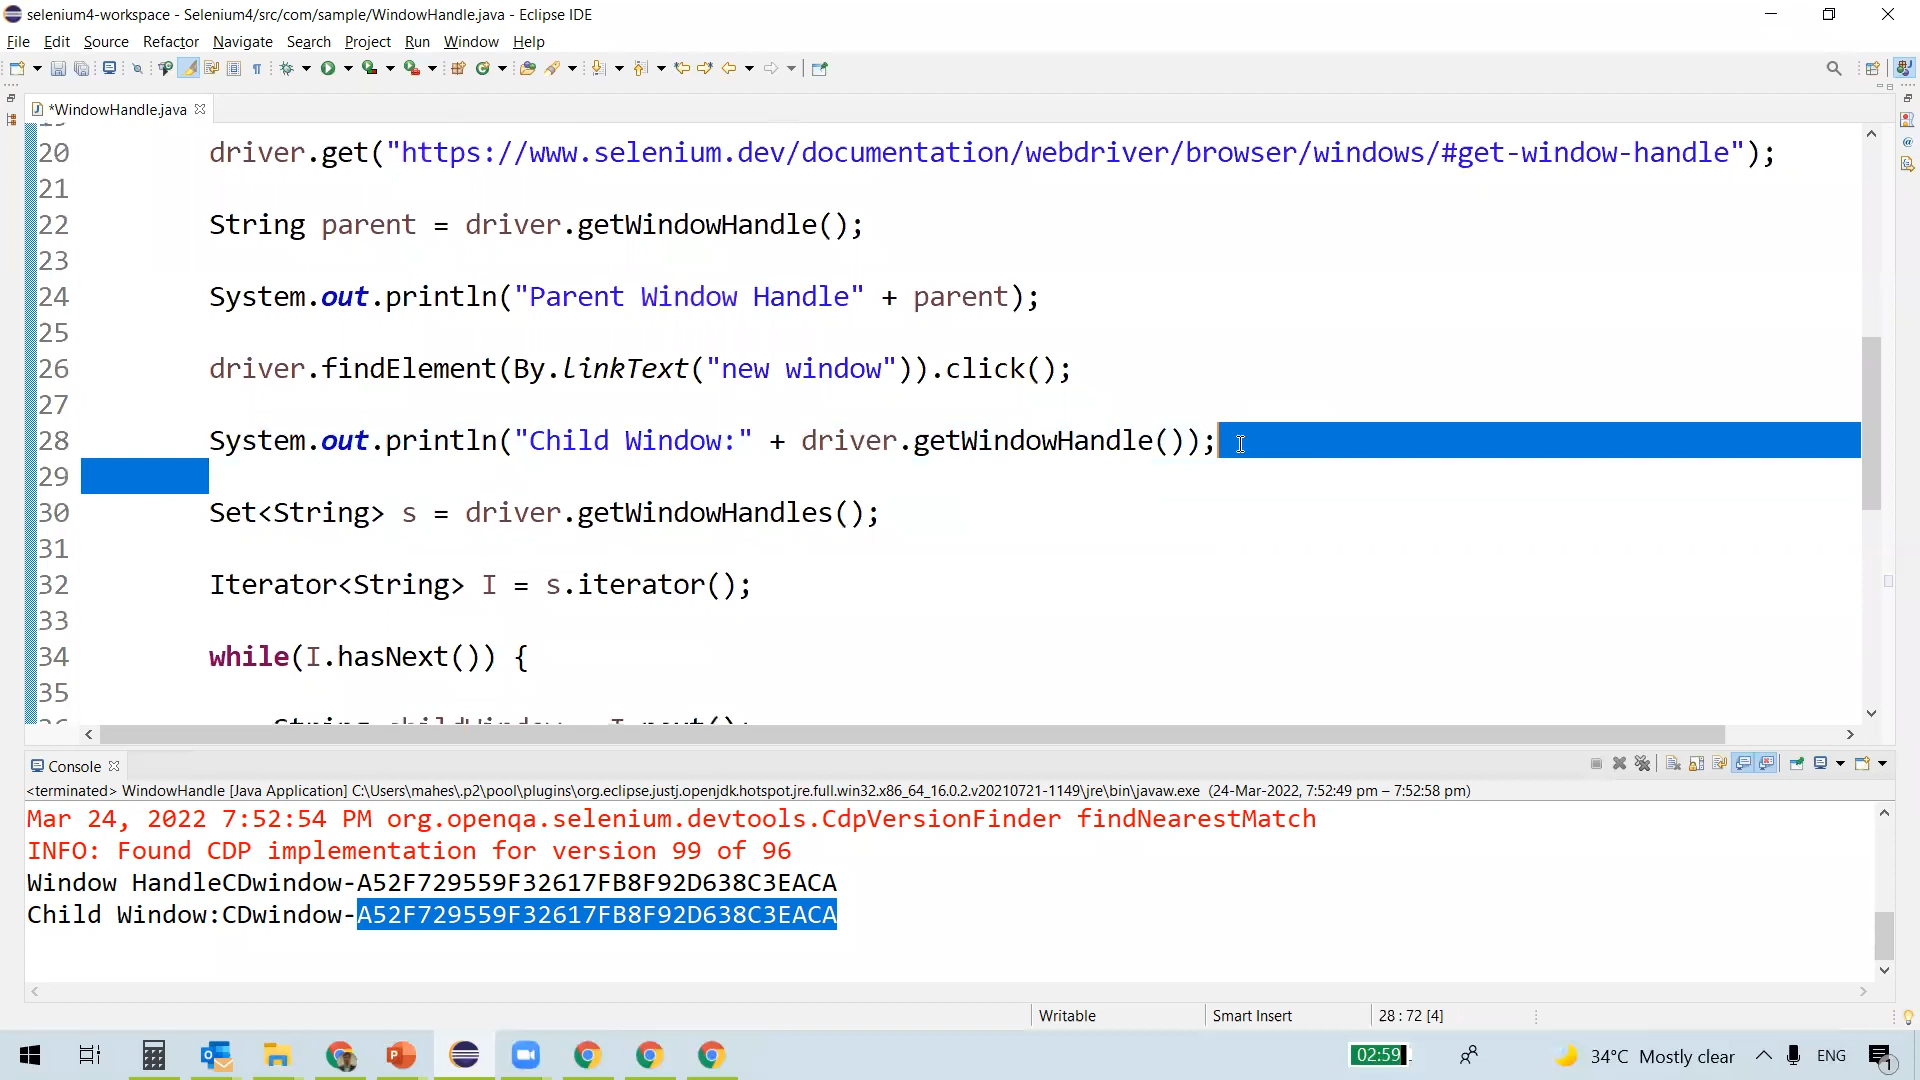 selenium4-workspace - Selenium4/src/com/sample/WindowHandle.java - Eclipse IDE
File Edit Source Refactor Navigate Search Project Run Window Help
*WindowHandle.java
20 driver.get("https://www.selenium.dev/documentation/webdriver/browser/windows/#get-window-handle");
21
22 String parent = driver.getWindowHandle();
23
24 System.out.println("Parent Window Handle" + parent);
25
26 driver.findElement(By.linkText("new window")).click();
27
28 System.out.println("Child Window:" + driver.getWindowHandle());
29
30 Set<String> s = driver.getWindowHandles();
31
32 Iterator<String> I = s.iterator();
33
34 while(I.hasNext()) {
35
Console
<terminated> WindowHandle [Java Application] C:\Users\mahes\.p2\pool\plugins\org.eclipse.justj.openjdk.hotspot.jre.full.win32.x86_64_16.0.2.v20210721-1149\jre\bin\javaw.exe (24-Mar-2022, 7:52:49 pm – 7:52:58 pm)
Mar 24, 2022 7:52:54 PM org.openqa.selenium.devtools.CdpVersionFinder findNearestMatch
INFO: Found CDP implementation for version 99 of 96
Window HandleCDwindow-A52F729559F32617FB8F92D638C3EACA
Child Window:CDwindow-A52F729559F32617FB8F92D638C3EACA
Writable Smart Insert 28 : 72 [4]
02:59 34°C Mostly clear ENG 1